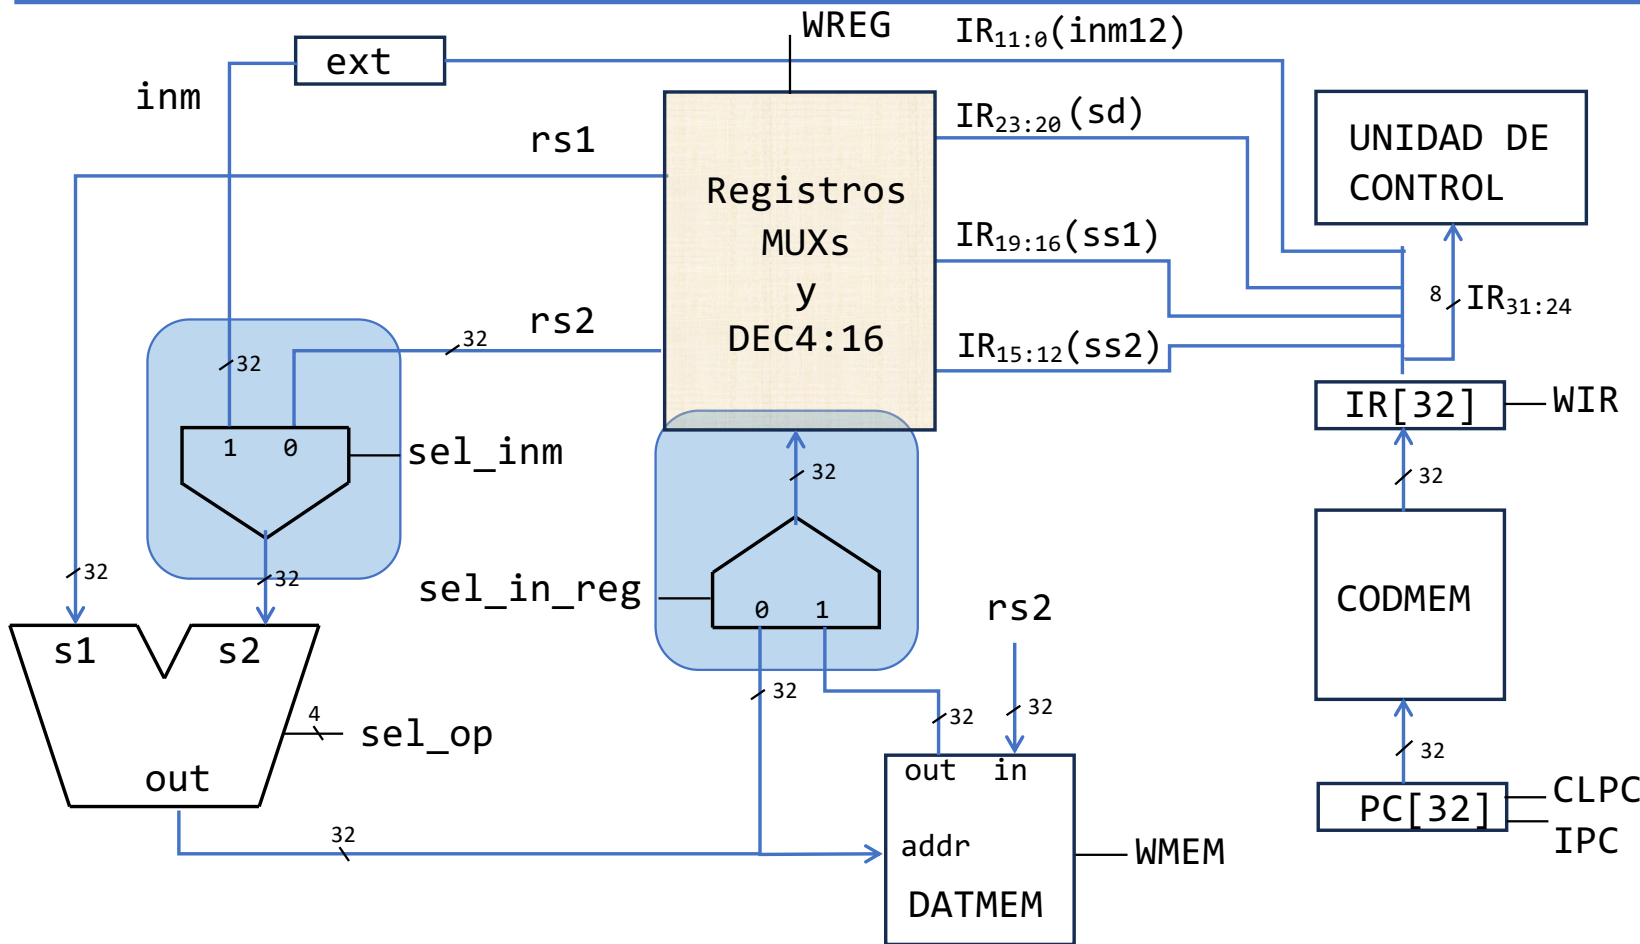 WREG
IR11:0(inm12)
ext
inm
IR23:20(sd)
UNIDAD DE
CONTROL
rs1
Registros
MUXs
y
DEC4:16
IR19:16(ss1)
8
IR31:24
rs2
32
IR15:12(ss2)
32
IR[32]
WIR
1 0
sel_inm
32
32
32
32
sel_in_reg
0 1
rs2
CODMEM
s1 s2
32
32
32
4
sel_op
32
out in
out
PC[32]
CLPC
IPC
32
addr
WMEM
DATMEM